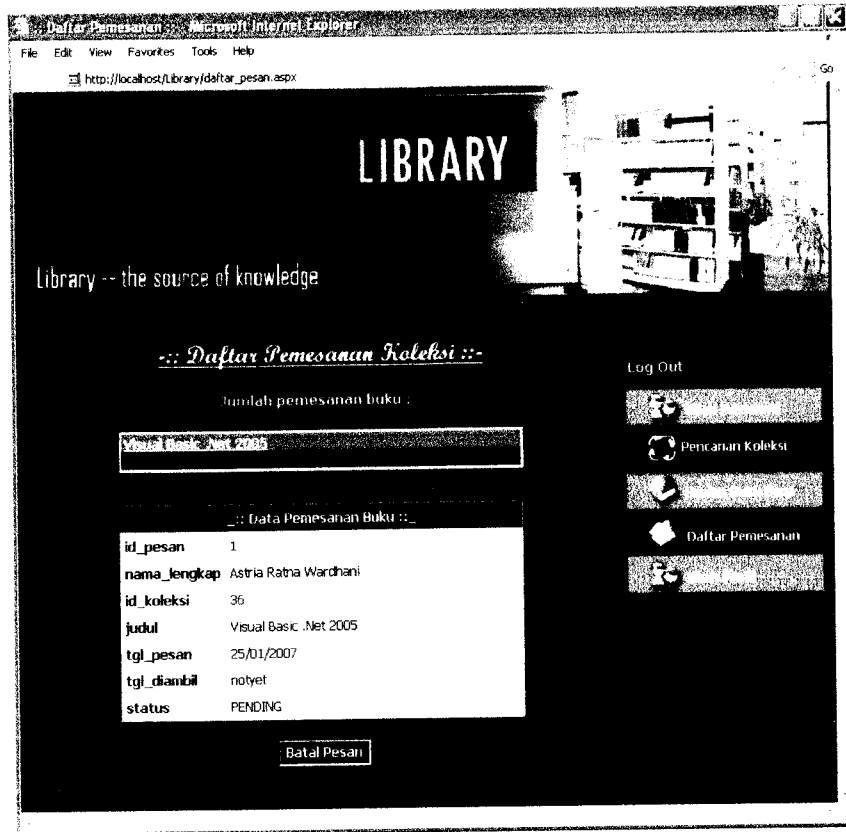 :: Daftar Pemesanan :: - Microsoft Internet Explorer
File Edit View Favorites Tools Help
http://localhost/Library/daftar_pesan.aspx
Go
LIBRARY
Library -- the source of knowledge
-:: Daftar Pemesanan Koleksi ::-
Jumlah pemesanan buku :
Visual Basic .Net 2005
_:: Data Pemesanan Buku ::_
id_pesan 1
nama_lengkap Astria Ratna Wardhani
id_koleksi 36
judul Visual Basic .Net 2005
tgl_pesan 25/01/2007
tgl_diambil notyet
status PENDING
Batal Pesan
Log Out
Pencarian Koleksi
Daftar Pemesanan